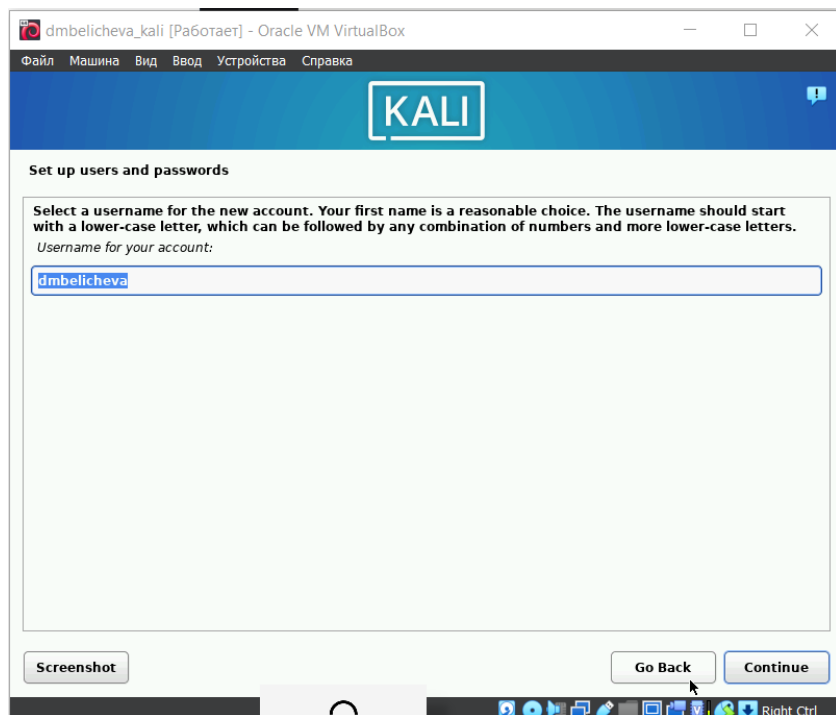 dmbelicheva_kali [Работает] - Oracle VM VirtualBox
Файл Машина Вид Ввод Устройства Справка
KALI
Set up users and passwords
Select a username for the new account. Your first name is a reasonable choice. The username should start
with a lower-case letter, which can be followed by any combination of numbers and more lower-case letters.
Username for your account:
dmbelicheva
Screenshot
Go Back
Continue
Right Ctrl